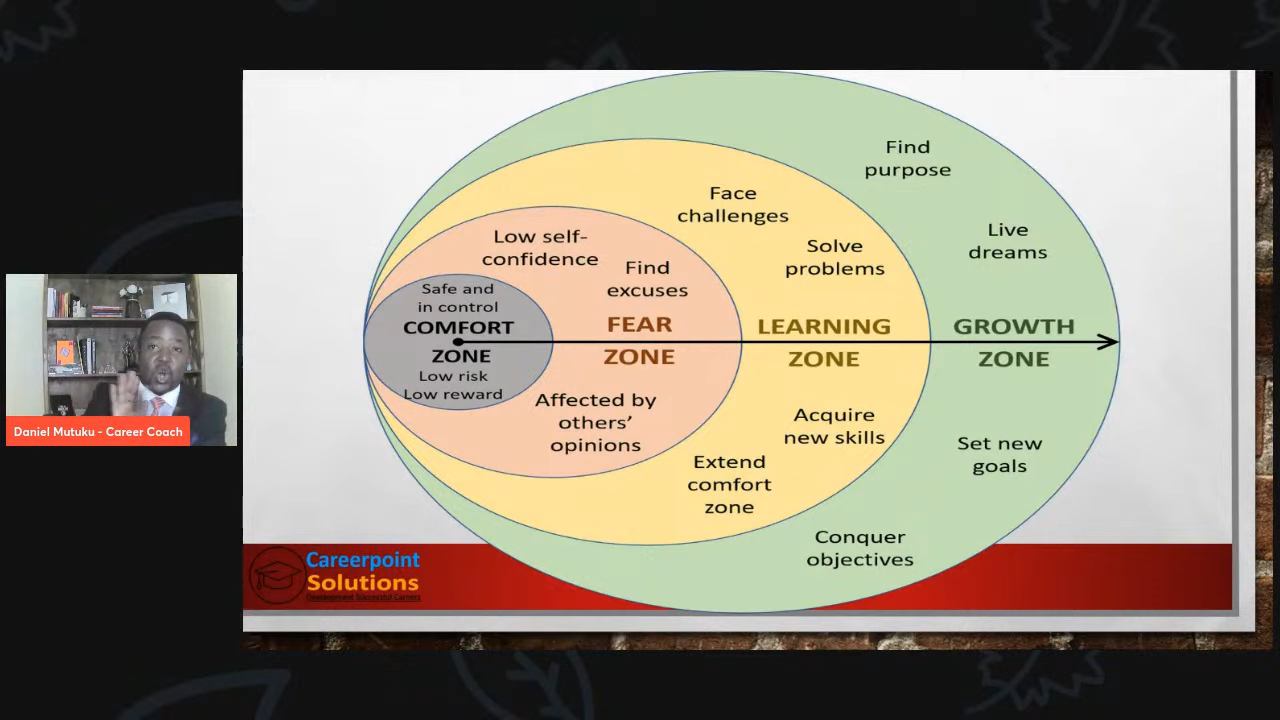 Find
purpose
Face
challenges
Live
dreams
Low self-
confidence
Solve
problems
Find
excuses
Safe and
in control
COMFORT
ZONE
Low risk
Low reward
FEAR
ZONE
LEARNING
ZONE
GROWTH
ZONE
Affected by
others’
opinions
Acquire
new skills
Extend
comfort
zone
Set new
goals
Conquer
objectives
Daniel Mutuku - Career Coach
Careerpoint
Solutions